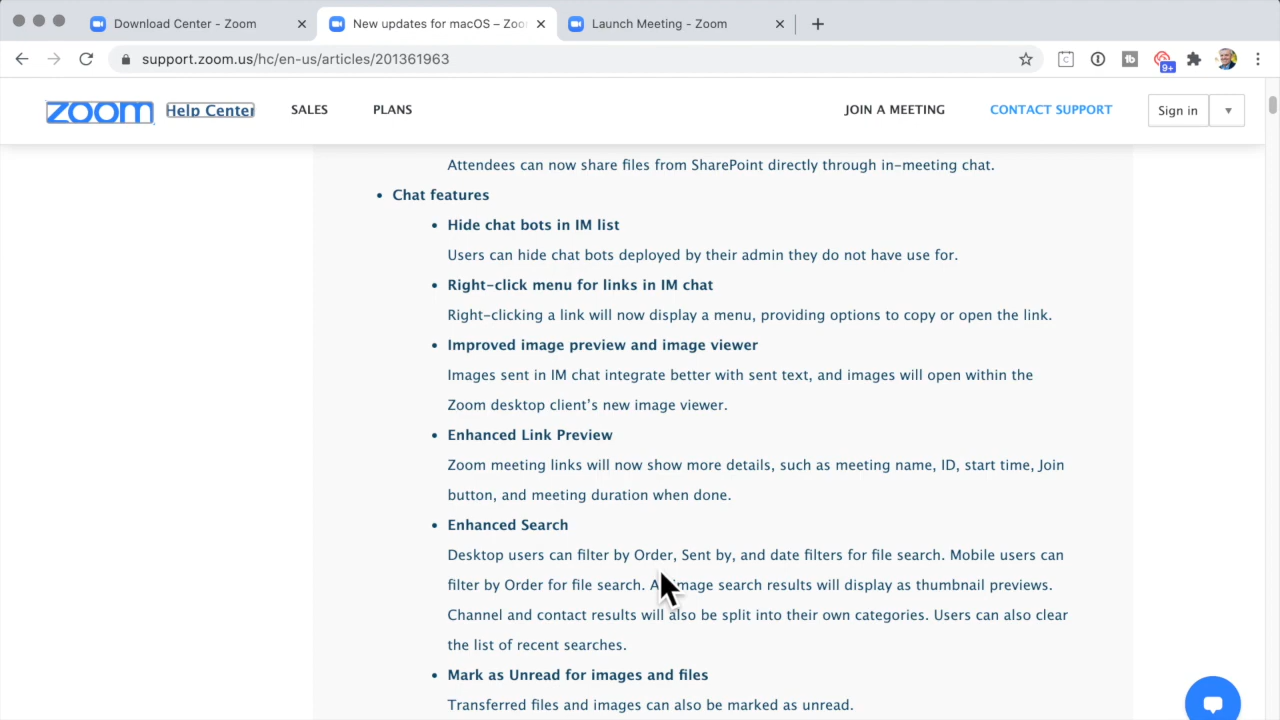 Download Center - Zoom
New updates for macOS – Zoo
Launch Meeting - Zoom
support.zoom.us/hc/en-us/articles/201361963
9+
zoom Help Center SALES PLANS JOIN A MEETING CONTACT SUPPORT Sign in
Attendees can now share files from SharePoint directly through in-meeting chat.
• Chat features
• Hide chat bots in IM list
Users can hide chat bots deployed by their admin they do not have use for.
• Right-click menu for links in IM chat
Right-clicking a link will now display a menu, providing options to copy or open the link.
• Improved image preview and image viewer
Images sent in IM chat integrate better with sent text, and images will open within the
Zoom desktop client's new image viewer.
• Enhanced Link Preview
Zoom meeting links will now show more details, such as meeting name, ID, start time, Join
button, and meeting duration when done.
• Enhanced Search
Desktop users can filter by Order, Sent by, and date filters for file search. Mobile users can
filter by Order for file search. image search results will display as thumbnail previews.
Channel and contact results will also be split into their own categories. Users can also clear
the list of recent searches.
• Mark as Unread for images and files
Transferred files and images can also be marked as unread.